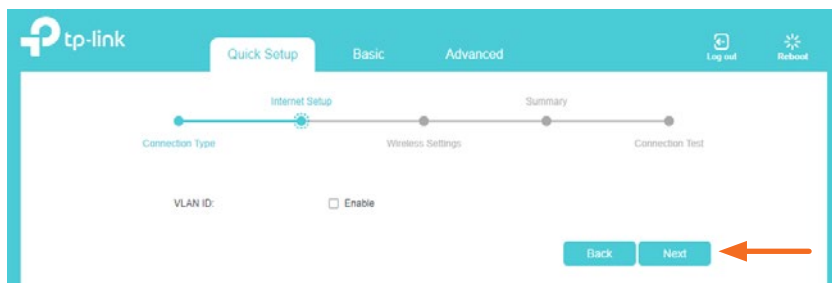 tp-link
Quick Setup Basic Advanced
Log out Reboot
Internet Setup Summary
Connection Type Wireless Settings Connection Test
VLAN ID: Enable
Back Next